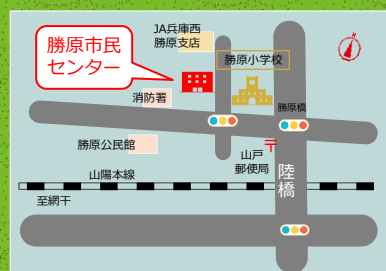 JA兵庫西
勝原支店
勝原市民
センター
勝原小学校
消防署
勝原橋
勝原公民館
〒
山戸
郵便局
陸橋
山陽本線
至網干